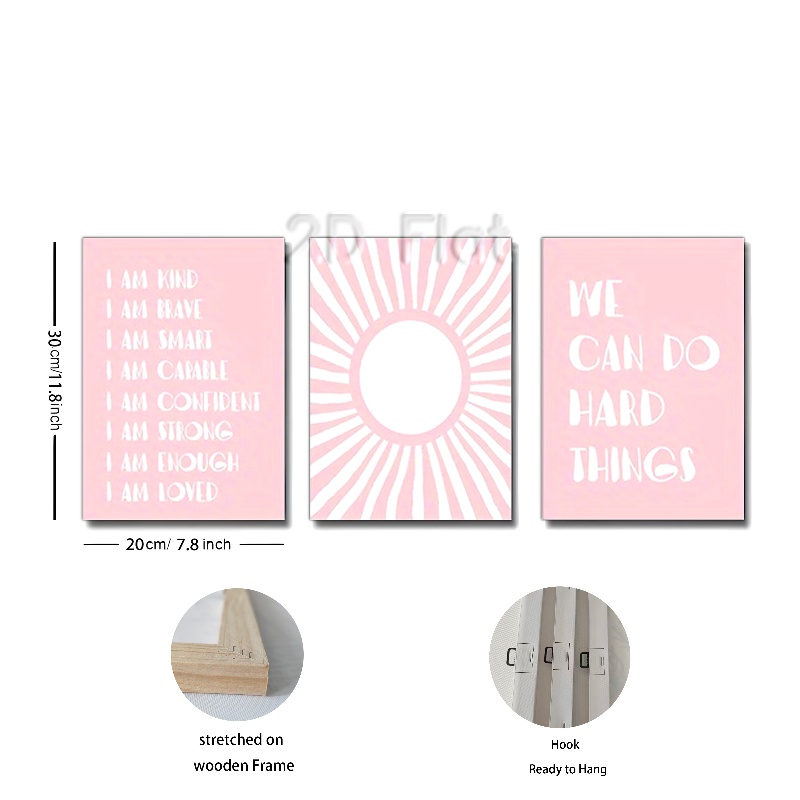 2D Flat
I AM KIND
I AM BRAVE
I AM SMART
I AM CAPABLE
I AM CONFIDENT
I AM STRONG
I AM ENOUGH
I AM LOVED
WE
CAN DO
HARD
THINGS
30cm/11.8inch
20cm/ 7.8 inch
stretched on
wooden Frame
Hook
Ready to Hang